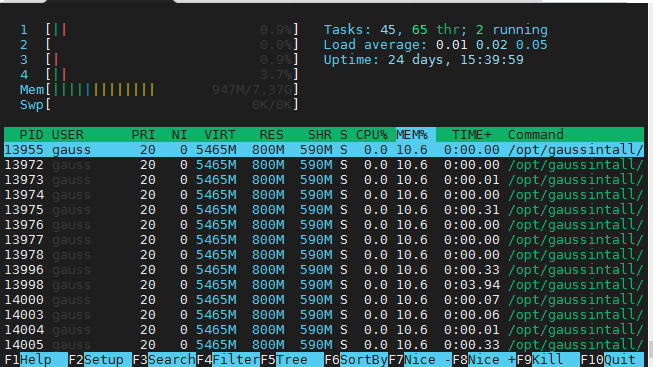 1 [|| 0.9%] Tasks: 45, 65 thr; 2 running
2 [ 0.0%] Load average: 0.01 0.02 0.05
3 [| 0.9%] Uptime: 24 days, 15:39:59
4 [|| 3.7%]
Mem[||||||||||||||| 947M/7.37G]
Swp[ 0K/0K]
PID USER PRI NI VIRT RES SHR S CPU% MEM% TIME+ Command
13955 gauss 20 0 5465M 800M 590M S 0.0 10.6 0:00.00 /opt/gaussintall/
13972 gauss 20 0 5465M 800M 590M S 0.0 10.6 0:00.00 /opt/gaussintall/
13973 gauss 20 0 5465M 800M 590M S 0.0 10.6 0:00.01 /opt/gaussintall/
13974 gauss 20 0 5465M 800M 590M S 0.0 10.6 0:00.00 /opt/gaussintall/
13975 gauss 20 0 5465M 800M 590M S 0.0 10.6 0:00.31 /opt/gaussintall/
13976 gauss 20 0 5465M 800M 590M S 0.0 10.6 0:00.00 /opt/gaussintall/
13977 gauss 20 0 5465M 800M 590M S 0.0 10.6 0:00.00 /opt/gaussintall/
13978 gauss 20 0 5465M 800M 590M S 0.0 10.6 0:00.00 /opt/gaussintall/
13996 gauss 20 0 5465M 800M 590M S 0.0 10.6 0:00.33 /opt/gaussintall/
13998 gauss 20 0 5465M 800M 590M S 0.0 10.6 0:03.94 /opt/gaussintall/
14000 gauss 20 0 5465M 800M 590M S 0.0 10.6 0:00.07 /opt/gaussintall/
14003 gauss 20 0 5465M 800M 590M S 0.0 10.6 0:00.06 /opt/gaussintall/
14004 gauss 20 0 5465M 800M 590M S 0.0 10.6 0:00.01 /opt/gaussintall/
14005 gauss 20 0 5465M 800M 590M S 0.0 10.6 0:00.33 /opt/gaussintall/
F1Help F2Setup F3SearchF4FilterF5Tree F6SortByF7Nice -F8Nice +F9Kill F10Quit